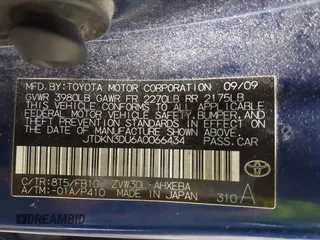 MFD.BY:TOYOTA MOTOR CORPORATION 09/09
GVWR 3980LB GAWR FR 2270LB RR 2175LB
THIS VEHICLE CONFORMS TO ALL APPLICABLE
FEDERAL MOTOR VEHICLE SAFETY, BUMPER, AND
THEFT PREVENTION STANDARDS IN EFFECT ON
THE DATE OF MANUFACTURE SHOWN ABOVE.
JTDKN3DU6A0066434 PASS.CAR
C/TR: 8T5/FB10 ZVW30L-AHXEBA
A/TM: -01A/P410 MADE IN JAPAN 310 A
DREAMBID